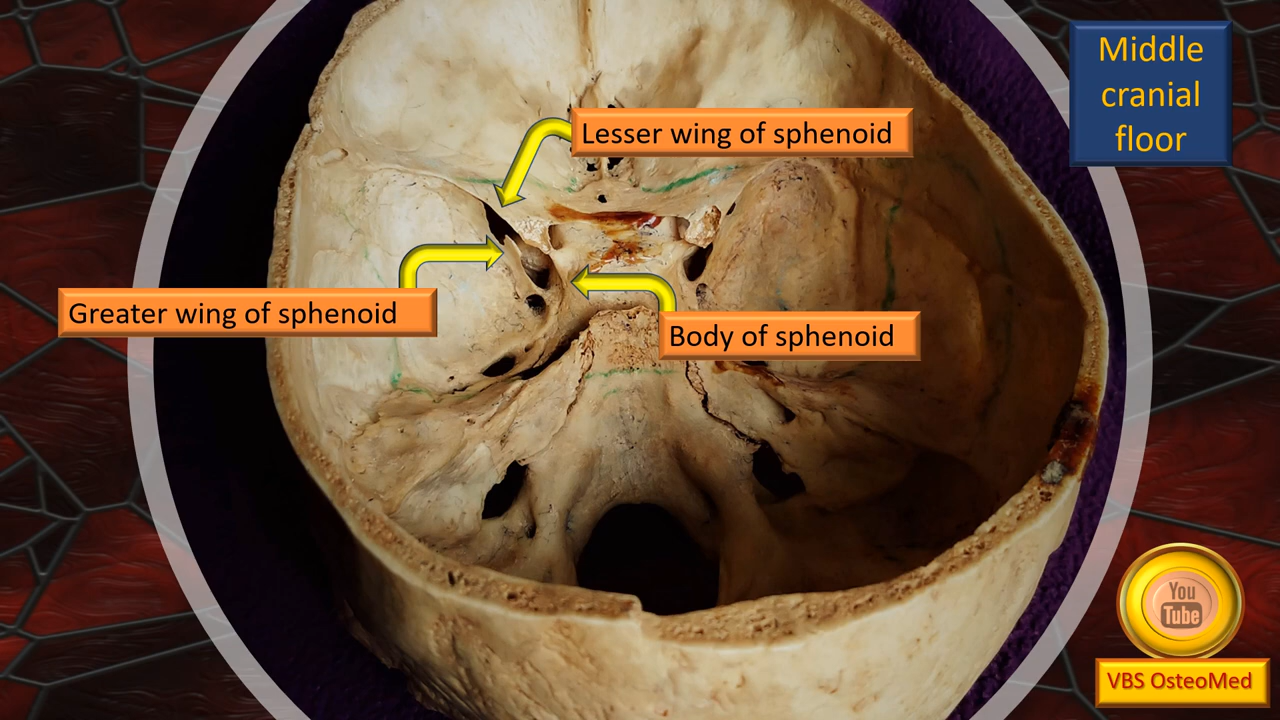 Middle
cranial
floor
Lesser wing of sphenoid
Greater wing of sphenoid
Body of sphenoid
You
Tube
VBS OsteoMed